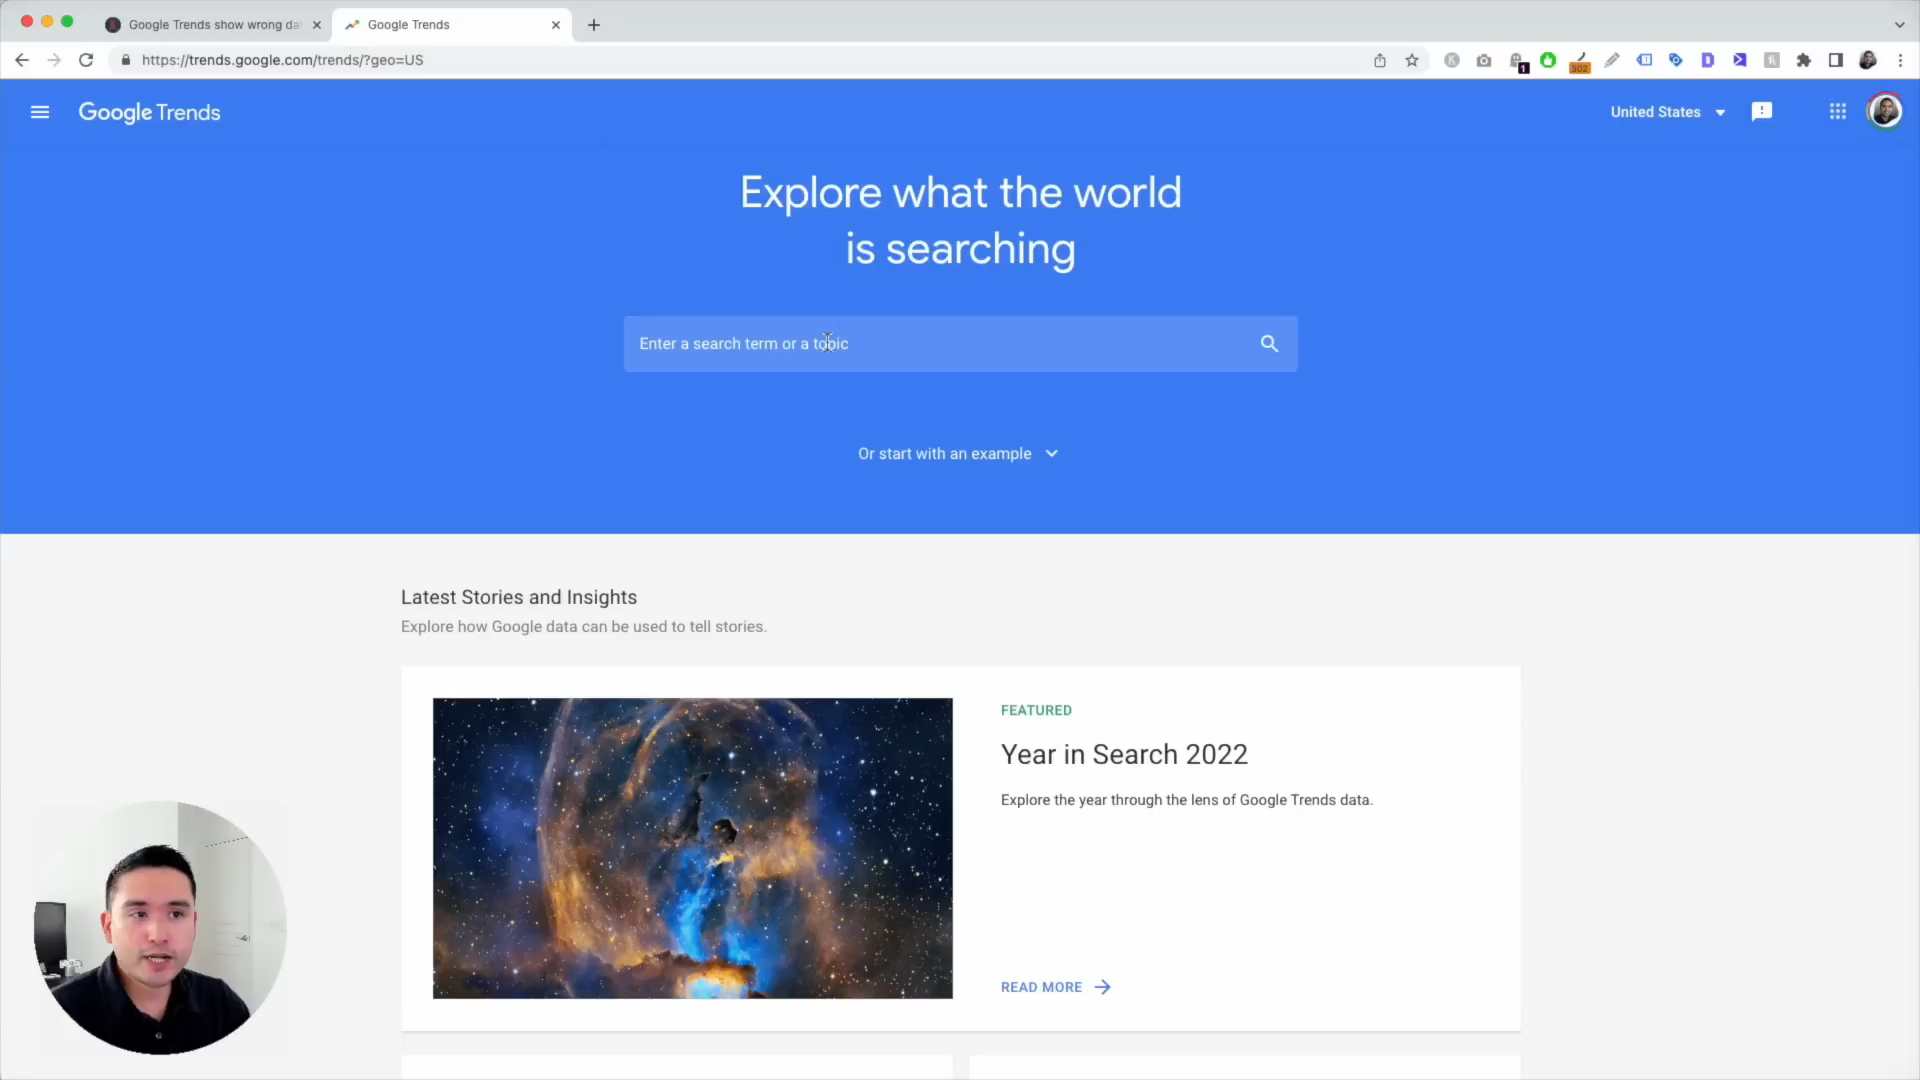 Google Trends show wrong da
Google Trends
https://trends.google.com/trends/?geo=US
1
302
Google Trends
United States
Explore what the world
is searching
Enter a search term or a topic
Or start with an example
Latest Stories and Insights
Explore how Google data can be used to tell stories.
FEATURED
Year in Search 2022
Explore the year through the lens of Google Trends data.
READ MORE